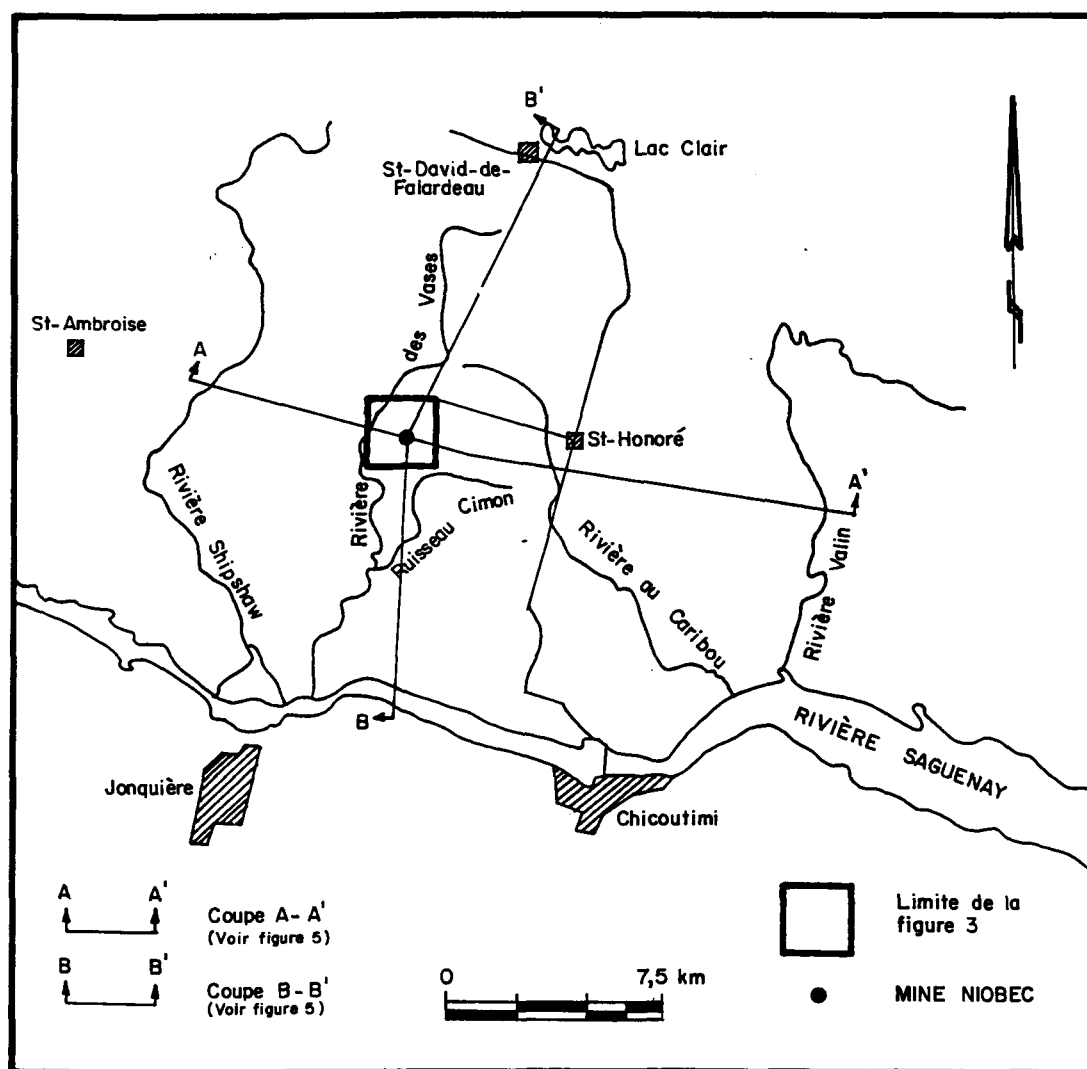 B'
Lac Clair
St-David-de-
Falardeau
des Vases
St-Ambroise
A
St-Honoré
A'
Rivière Shipshaw
Rivière
Ruisseau Cimon
Rivière au Caribou
Rivière Valin
B
RIVIÈRE SAGUENAY
Jonquière
Chicoutimi
A A'
Coupe A-A'
(Voir figure 5)
B B'
Coupe B-B'
(Voir figure 5)
0 7,5 km
Limite de la
figure 3
MINE NIOBEC